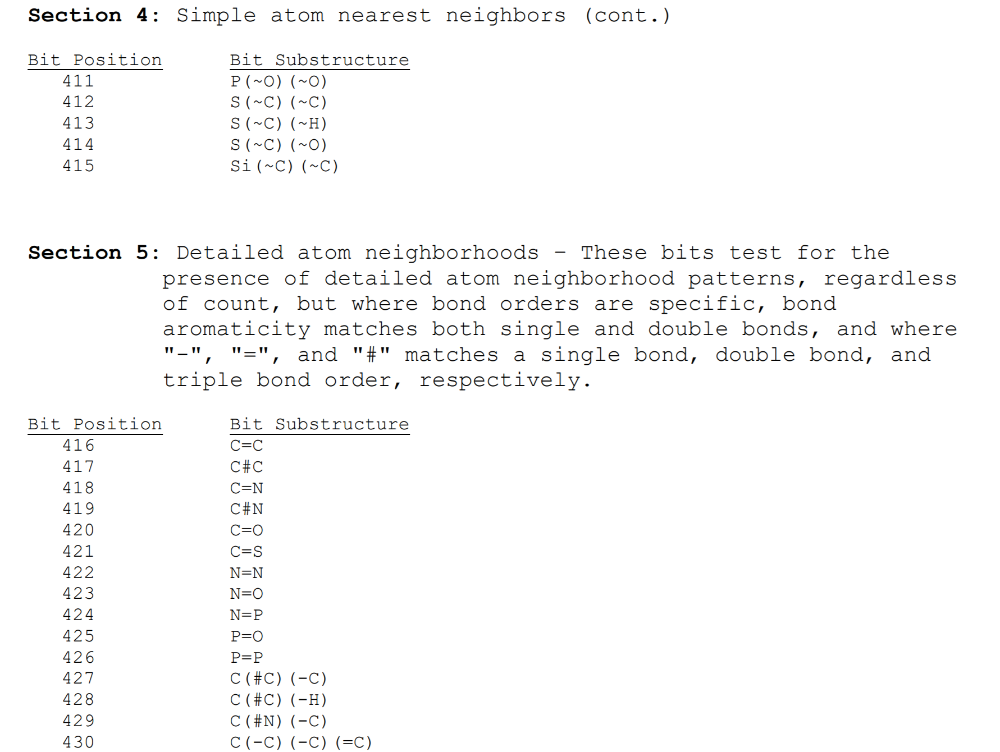 Section 4: Simple atom nearest neighbors (cont.)
Bit Position Bit Substructure
411 P(~O)(~O)
412 S(~C)(~C)
413 S(~C)(~H)
414 S(~C)(~O)
415 Si(~C)(~C)
Section 5: Detailed atom neighborhoods – These bits test for the
presence of detailed atom neighborhood patterns, regardless
of count, but where bond orders are specific, bond
aromaticity matches both single and double bonds, and where
"-", "=", and "#" matches a single bond, double bond, and
triple bond order, respectively.
Bit Position Bit Substructure
416 C=C
417 C#C
418 C=N
419 C#N
420 C=O
421 C=S
422 N=N
423 N=O
424 N=P
425 P=O
426 P=P
427 C(#C)(-C)
428 C(#C)(-H)
429 C(#N)(-C)
430 C(-C)(-C)(=C)